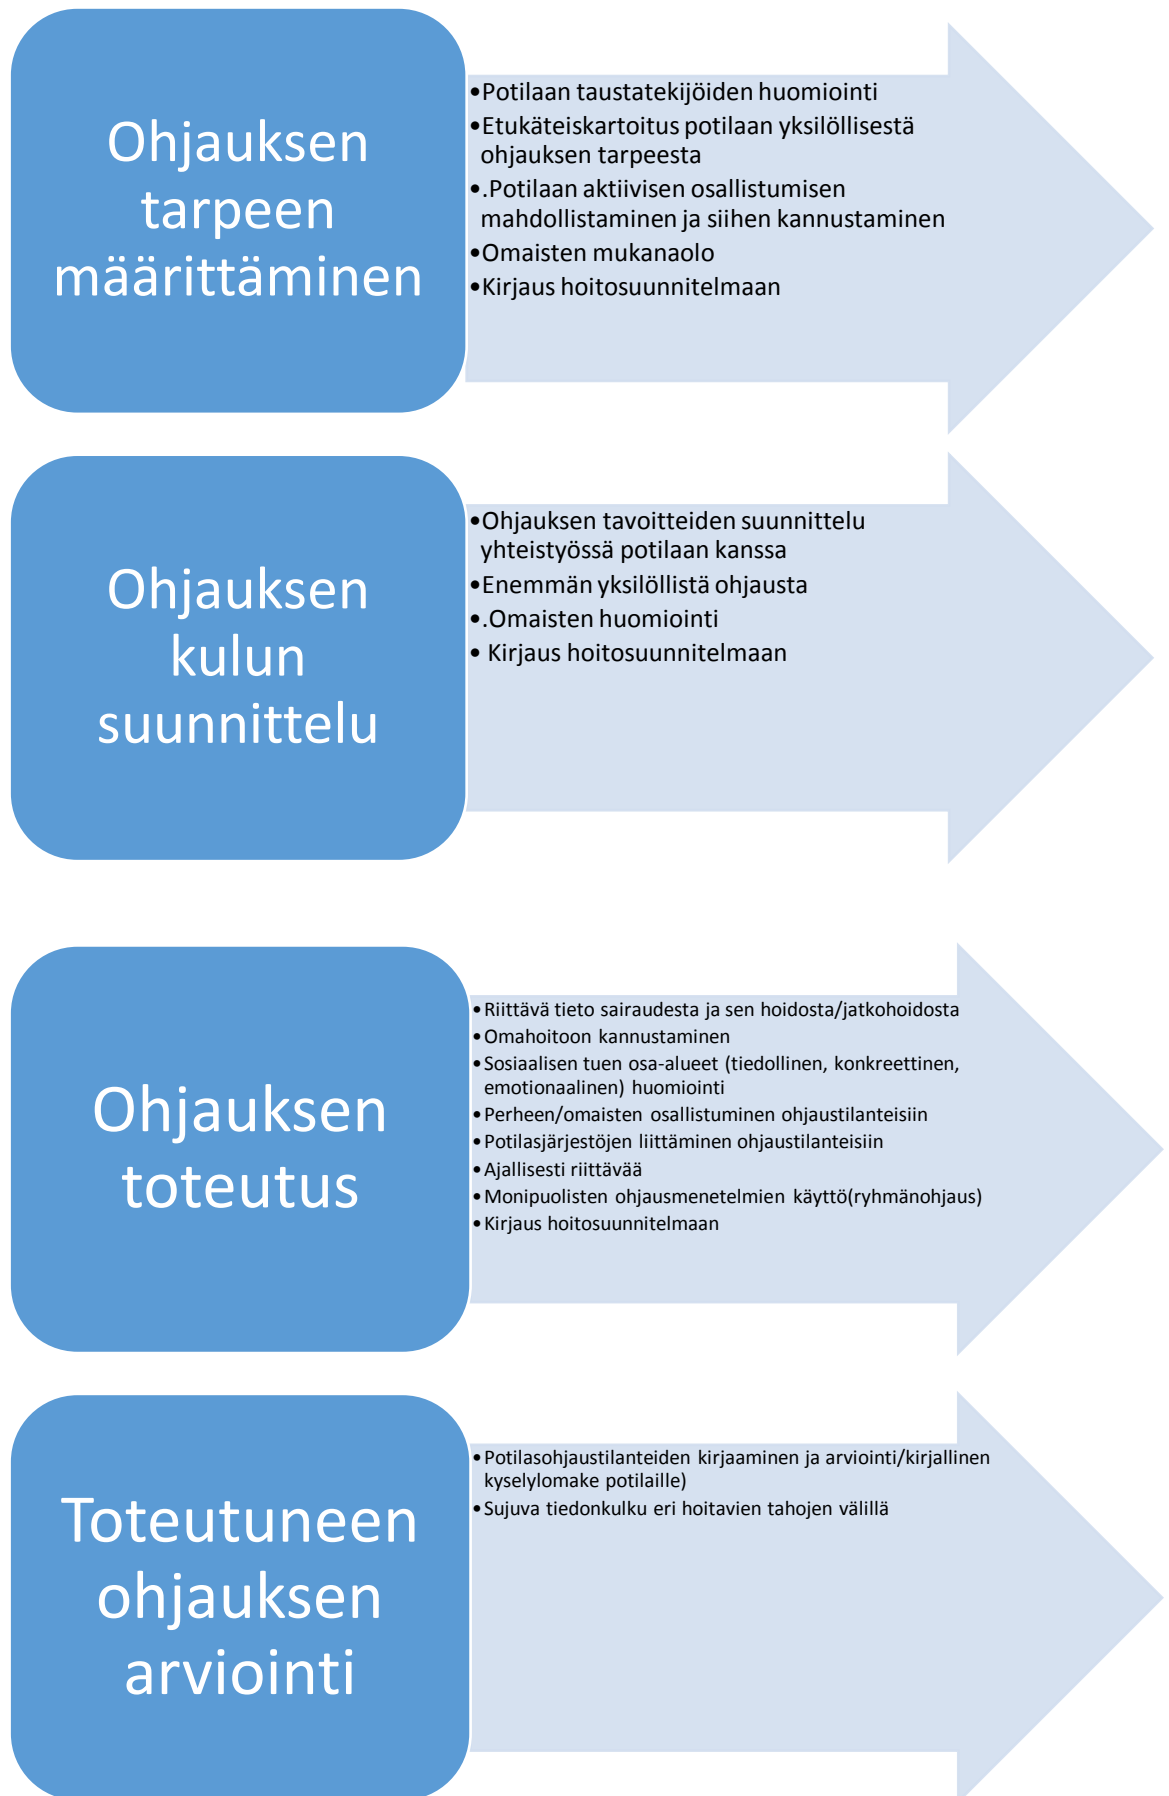 Ohjauksen
tarpeen
määrittäminen
•Potilaan taustatekijöiden huomiointi
•Etukäteiskartoitus potilaan yksilöllisestä
ohjauksen tarpeesta
•.Potilaan aktiivisen osallistumisen
mahdollistaminen ja siihen kannustaminen
•Omaisten mukanaolo
•Kirjaus hoitosuunnitelmaan
Ohjauksen
kulun
suunnittelu
•Ohjauksen tavoitteiden suunnittelu
yhteistyössä potilaan kanssa
•Enemmän yksilöllistä ohjausta
•.Omaisten huomiointi
• Kirjaus hoitosuunnitelmaan
Ohjauksen
toteutus
•Riittävä tieto sairaudesta ja sen hoidosta/jatkohoidosta
•Omahoitoon kannustaminen
•Sosiaalisen tuen osa-alueet (tiedollinen, konkreettinen,
emotionaalinen) huomiointi
•Perheen/omaisten osallistuminen ohjaustilanteisiin
•Potilasjärjestöjen liittäminen ohjaustilanteisiin
•Ajallisesti riittävää
•Monipuolisten ohjausmenetelmien käyttö(ryhmänohjaus)
•Kirjaus hoitosuunnitelmaan
Toteutuneen
ohjauksen
arviointi
•Potilasohjaustilanteiden kirjaaminen ja arviointi/kirjallinen
kyselylomake potilaille)
•Sujuva tiedonkulku eri hoitavien tahojen välillä